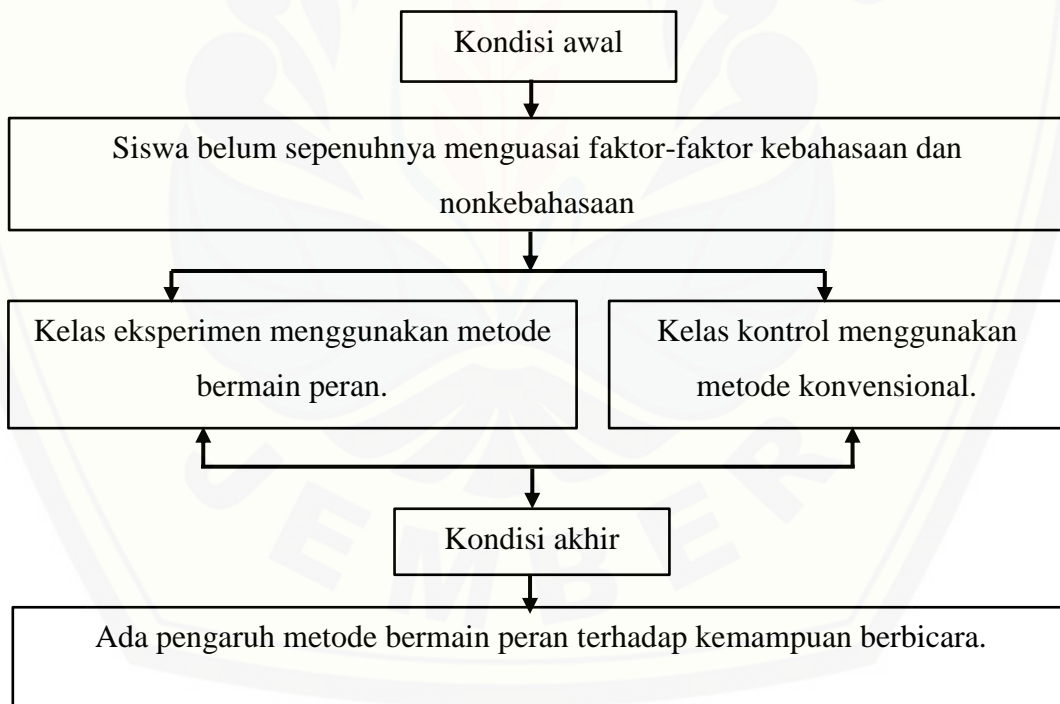 Kondisi awal
Siswa belum sepenuhnya menguasai faktor-faktor kebahasaan dan
nonkebahasaan
Kelas eksperimen menggunakan metode
bermain peran.
Kelas kontrol menggunakan
metode konvensional.
JEMBER
Kondisi akhir
Ada pengaruh metode bermain peran terhadap kemampuan berbicara.